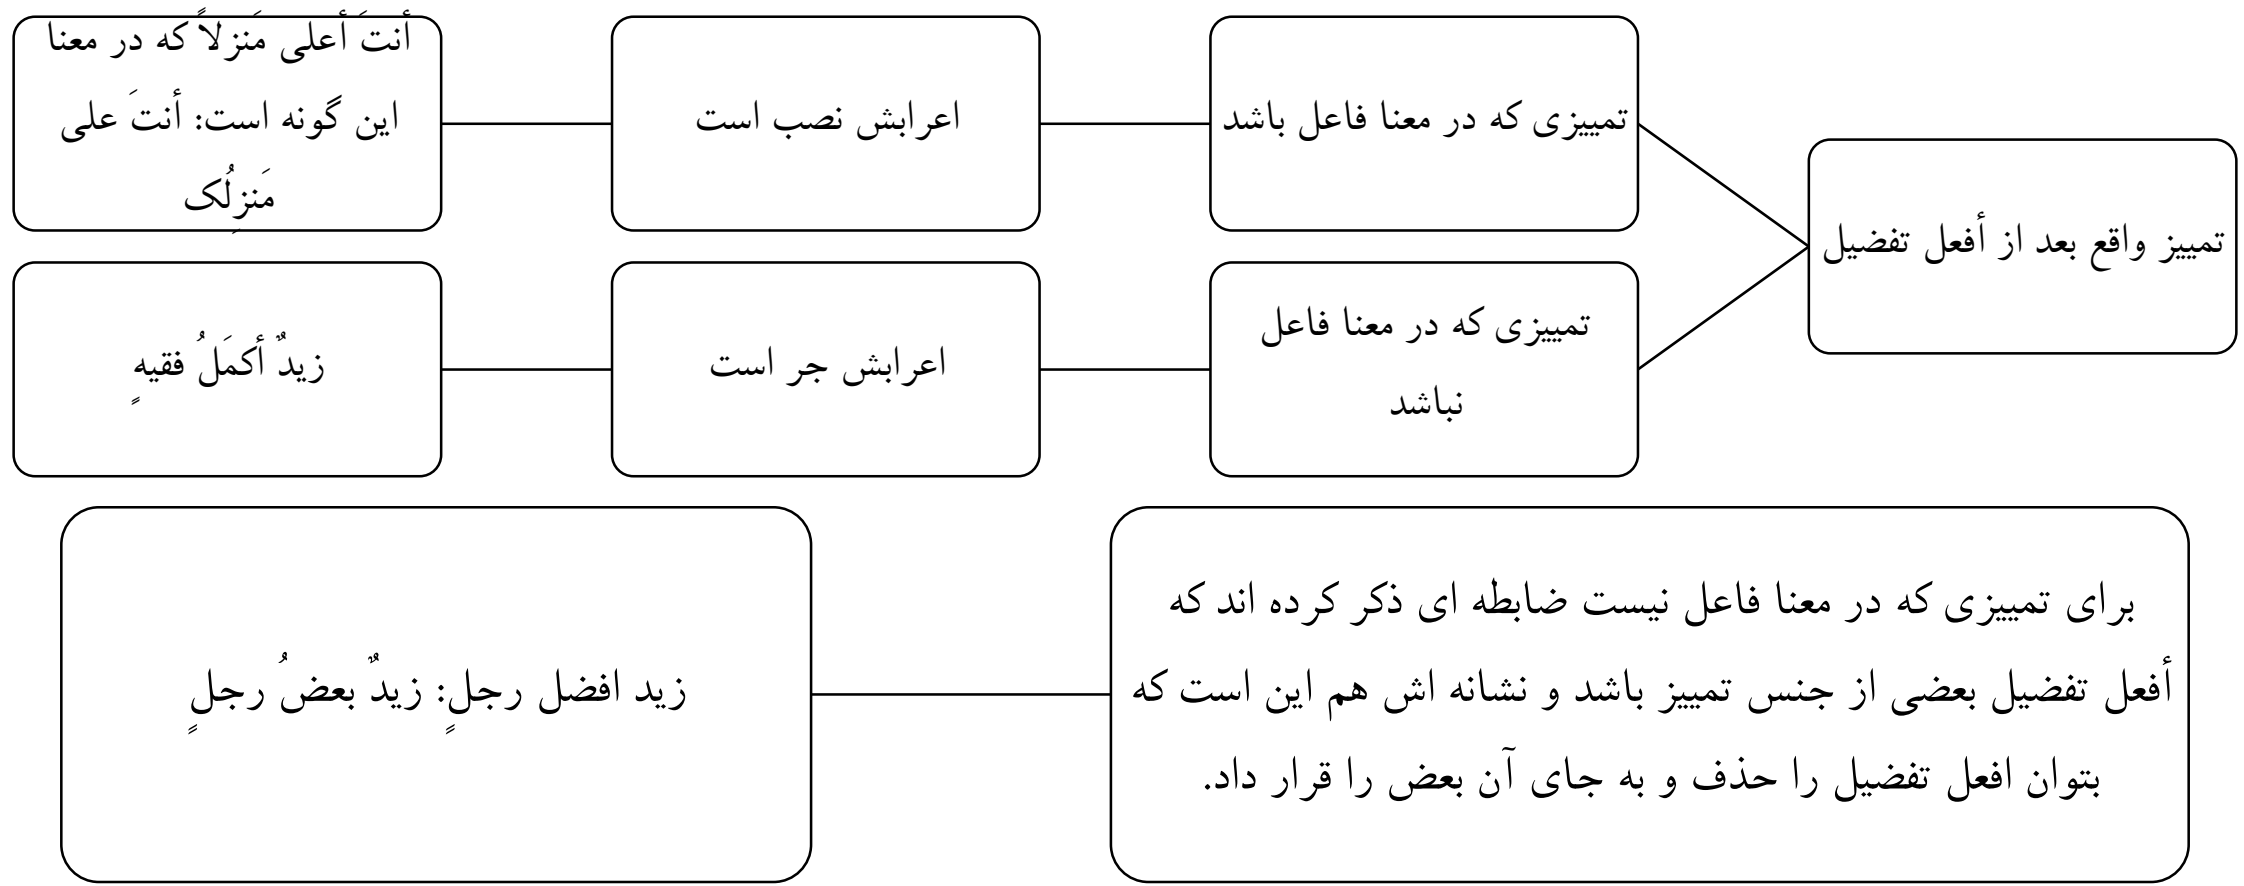 تمییز واقع بعد از أفعل تفضیل
تمییزی که در معنا فاعل باشد
اعرابش نصب است
أنتَ أعلی مَنزلاً که در معنا
این گونه است: أنتَ علی
مَنزِلُک
تمییزی که در معنا فاعل
نباشد
اعرابش جر است
زیدٌ أکمَلُ فقیهٍ
برای تمییزی که در معنا فاعل نیست ضابطه ای ذکر کرده اند که
أفعل تفضیل بعضی از جنس تمییز باشد و نشانه اش هم این است که
بتوان افعل تفضیل را حذف و به جای آن بعض را قرار داد.
زید افضل رجلٍ: زیدٌ بعضُ رجلٍ